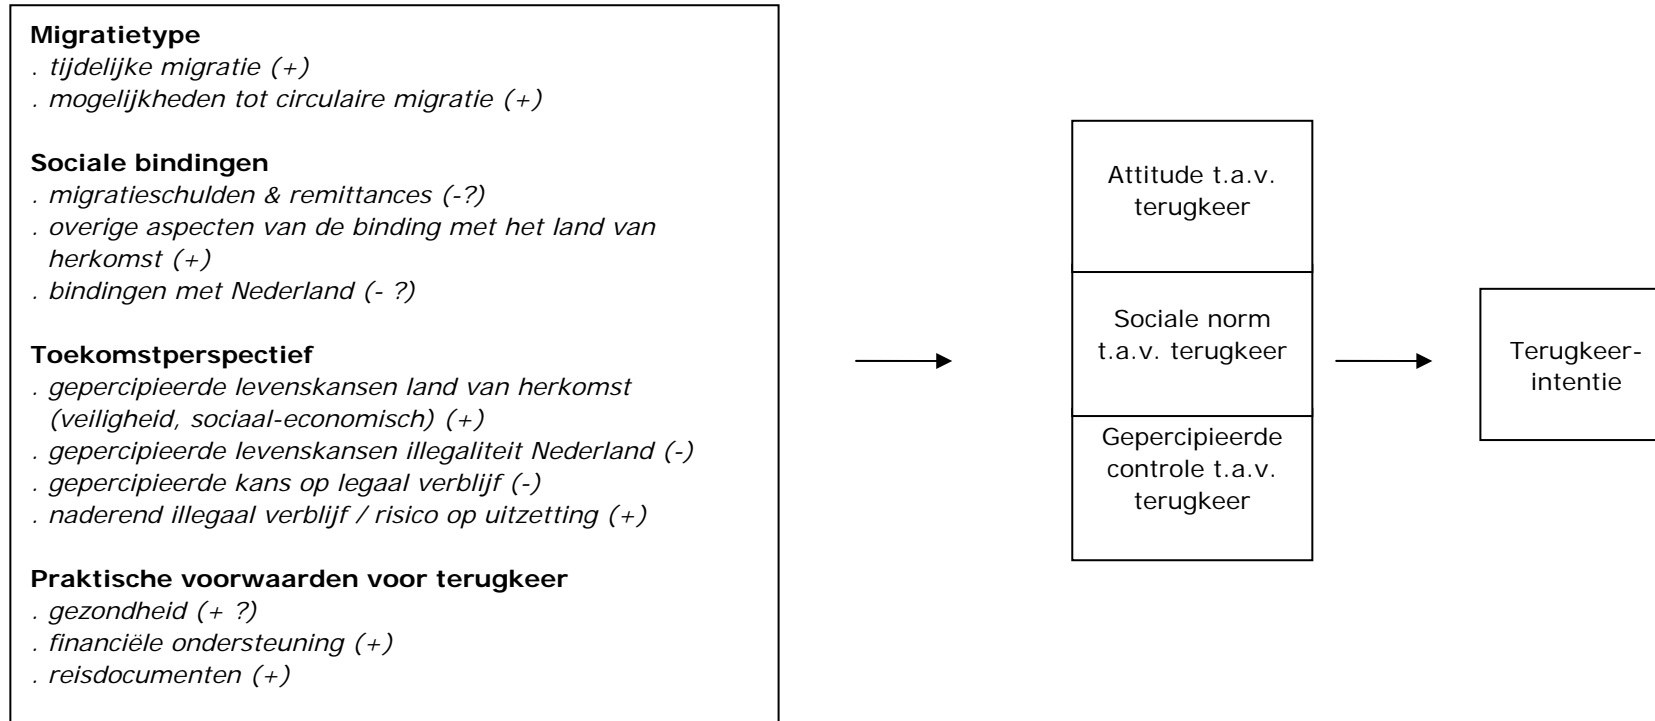 Migratietype
. tijdelijke migratie (+)
. mogelijkheden tot circulaire migratie (+)
Sociale bindingen
. migratieschulden & remittances (-?)
. overige aspecten van de binding met het land van
herkomst (+)
. bindingen met Nederland (- ?)
Toekomstperspectief
. gepercipieerde levenskansen land van herkomst
(veiligheid, sociaal-economisch) (+)
. gepercipieerde levenskansen illegaliteit Nederland (-)
. gepercipieerde kans op legaal verblijf (-)
. naderend illegaal verblijf / risico op uitzetting (+)
Praktische voorwaarden voor terugkeer
. gezondheid (+ ?)
. financiële ondersteuning (+)
. reisdocumenten (+)
Attitude t.a.v.
terugkeer
Sociale norm
t.a.v. terugkeer
Gepercipieerde
controle t.a.v.
terugkeer
Terugkeer-
intentie